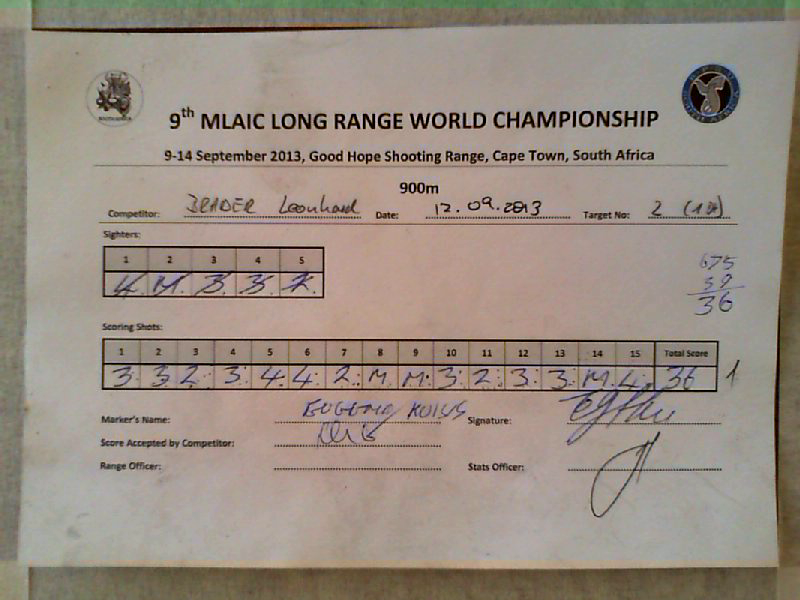 9th MLAIC LONG RANGE WORLD CHAMPIONSHIP
9-14 September 2013, Good Hope Shooting Range, Cape Town, South Africa
900m
Competitor: BRADER Leonhard Date: 12.09.2013 Target No: 2
Sighters:
1 2 3 4 5
4 M 3 3
675
36
Scoring Shots:
1 2 3 4 5 6 7 8 9 10 11 12 13 14 15 Total Score
3 3 2 3 4 4 2 M M 3 2 3 3 M 4 36 1
Marker's Name: Signature:
Score Accepted by Competitor:
Range Officer: Stats Officer: